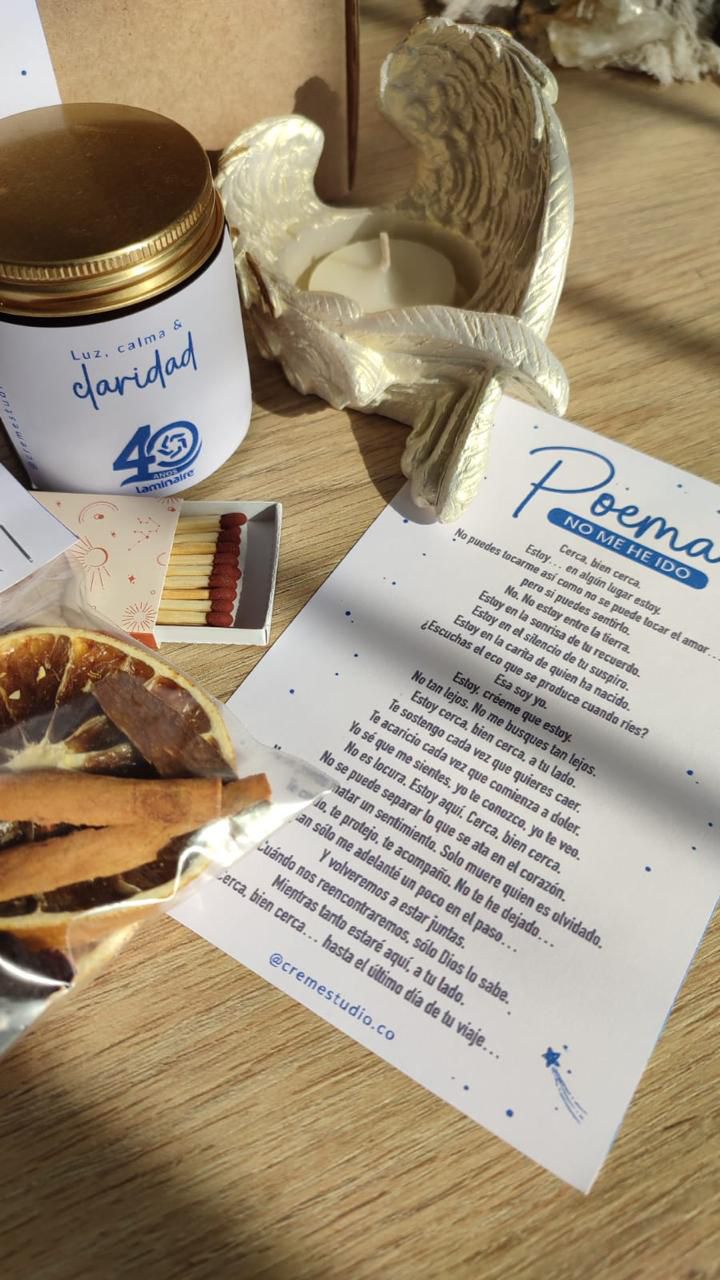 Luz, calma &
claridad
40
AÑOS
laminaire
Poema
NO ME HE IDO
Cerca, bien cerca.
Estoy... en algún lugar estoy.
No puedes tocarme así como no se puede tocar el amor...
pero si puedes sentirlo.
No. No estoy entre la tierra.
Estoy en la sonrisa de tu recuerdo.
Estoy en el silencio de tu suspiro.
Estoy en la carita de quien ha nacido.
¿Escuchas el eco que se produce cuando ríes?
Esa soy yo.
Estoy, créeme que estoy.
No tan lejos. No me busques tan lejos.
Estoy cerca, bien cerca, a tu lado.
Te sostengo cada vez que quieres caer.
Te acaricio cada vez que comienza a doler.
Yo sé que me sientes, yo te conozco, yo te veo.
No es locura. Estoy aquí. Cerca, bien cerca.
No se puede separar lo que se ata en el corazón.
matar un sentimiento. Solo muere quien es olvidado.
te protejo, te acompaño. No te he dejado...
tan sólo me adelanté un poco en el paso...
Y volveremos a estar juntas.
Cuando nos reencontraremos, sólo Dios lo sabe.
Mientras tanto estaré aquí, a tu lado.
Cerca, bien cerca... hasta el último día de tu viaje...
@cremestudio.co